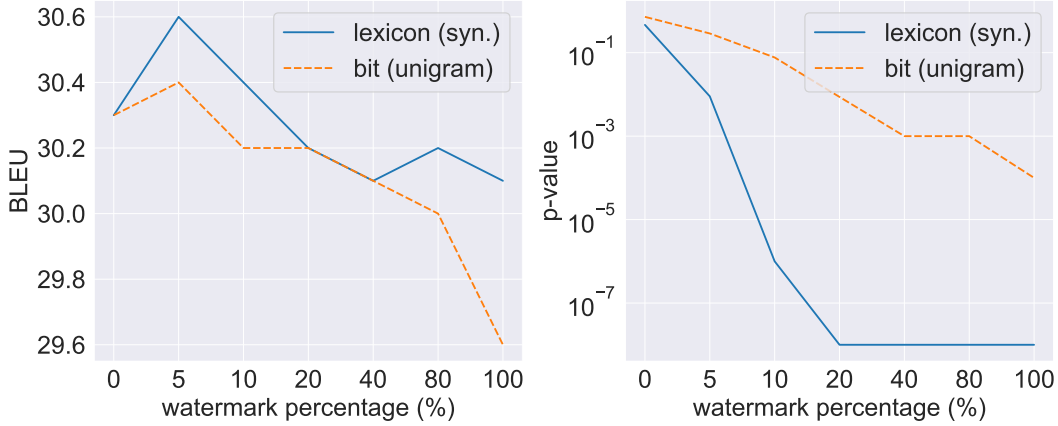 30.6
30.4
30.2
30.0
29.8
29.6
BLEU
lexicon (syn.)
bit (unigram)
0 5 10 20 40 80 100
watermark percentage (%)
10⁻¹
10⁻³
10⁻⁵
10⁻⁷
p-value
lexicon (syn.)
bit (unigram)
0 5 10 20 40 80 100
watermark percentage (%)